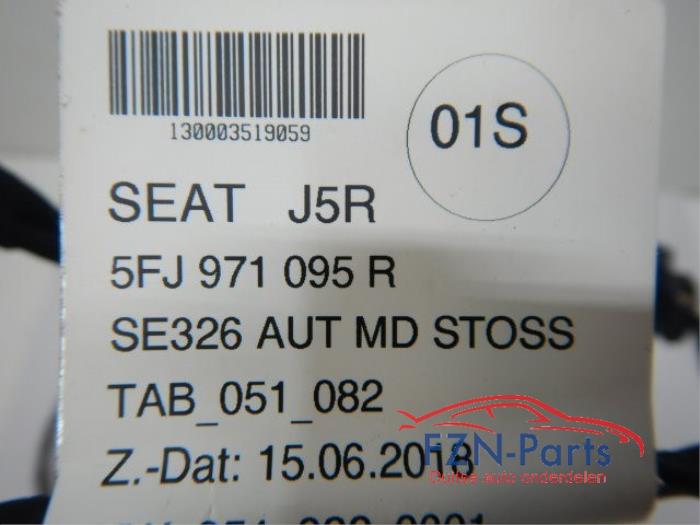 130003519059
01S
SEAT J5R
5FJ 971 095 R
SE326 AUT MD STOSS
TAB_051_082
Z.-Dat: 15.06.2018
FZN-Parts
Duitse auto onderdelen